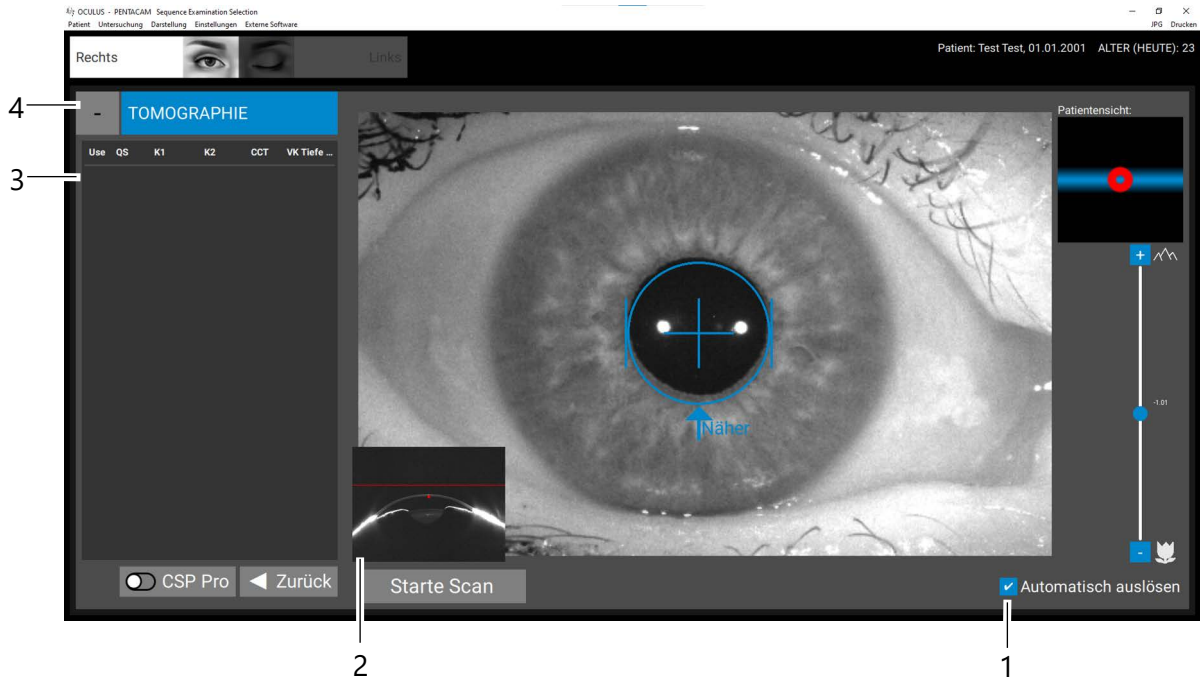 OCULUS - PENTACAM Sequence Examination Selection
Patient Untersuchung Darstellung Einstellungen Externe Software
JPG Drucken
Rechts
Links
Patient: Test Test, 01.01.2001 ALTER (HEUTE): 23
4
- TOMOGRAPHIE
Patientensicht:
Use QS K1 K2 CCT VK Tiefe ...
3
+
-1.01
Näher
-
CSP Pro Zurück
Starte Scan
Automatisch auslösen
2
1